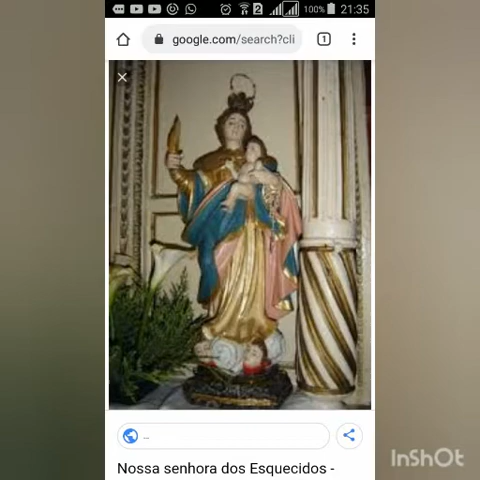 100% 21:35
google.com/search?cli
1
Nossa senhora dos Esquecidos -
InShOt